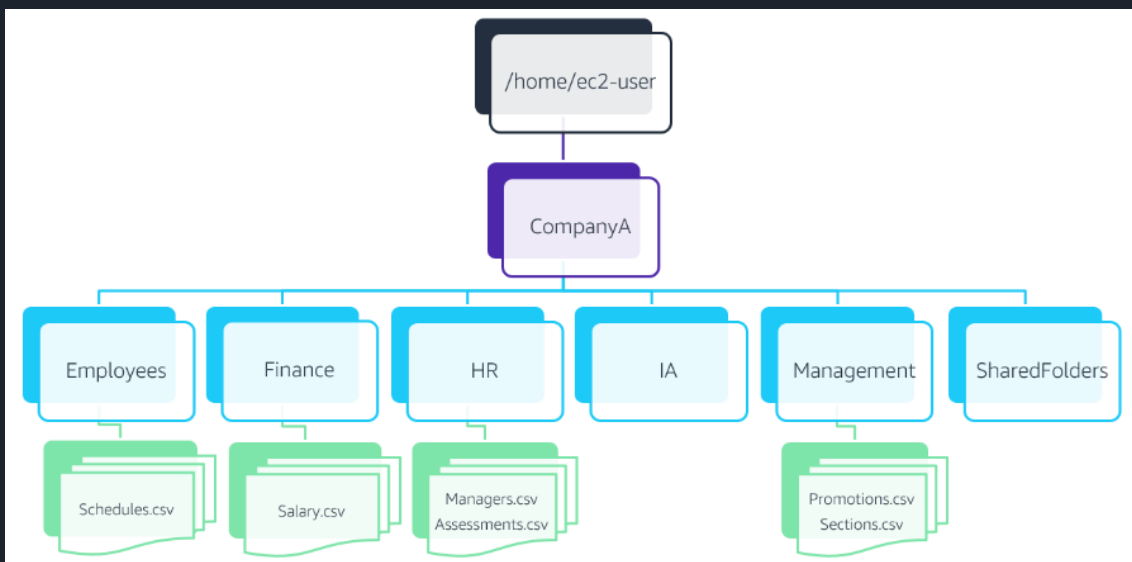 /home/ec2-user
CompanyA
Employees
Finance
HR
IA
Management
SharedFolders
Schedules.csv
Salary.csv
Managers.csv
Assessments.csv
Promotions.csv
Sections.csv